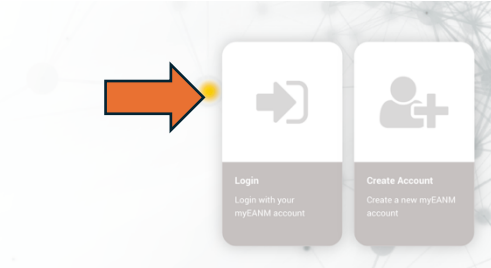 Login
Login with your
myEANM account
Create Account
Create a new myEANM
account